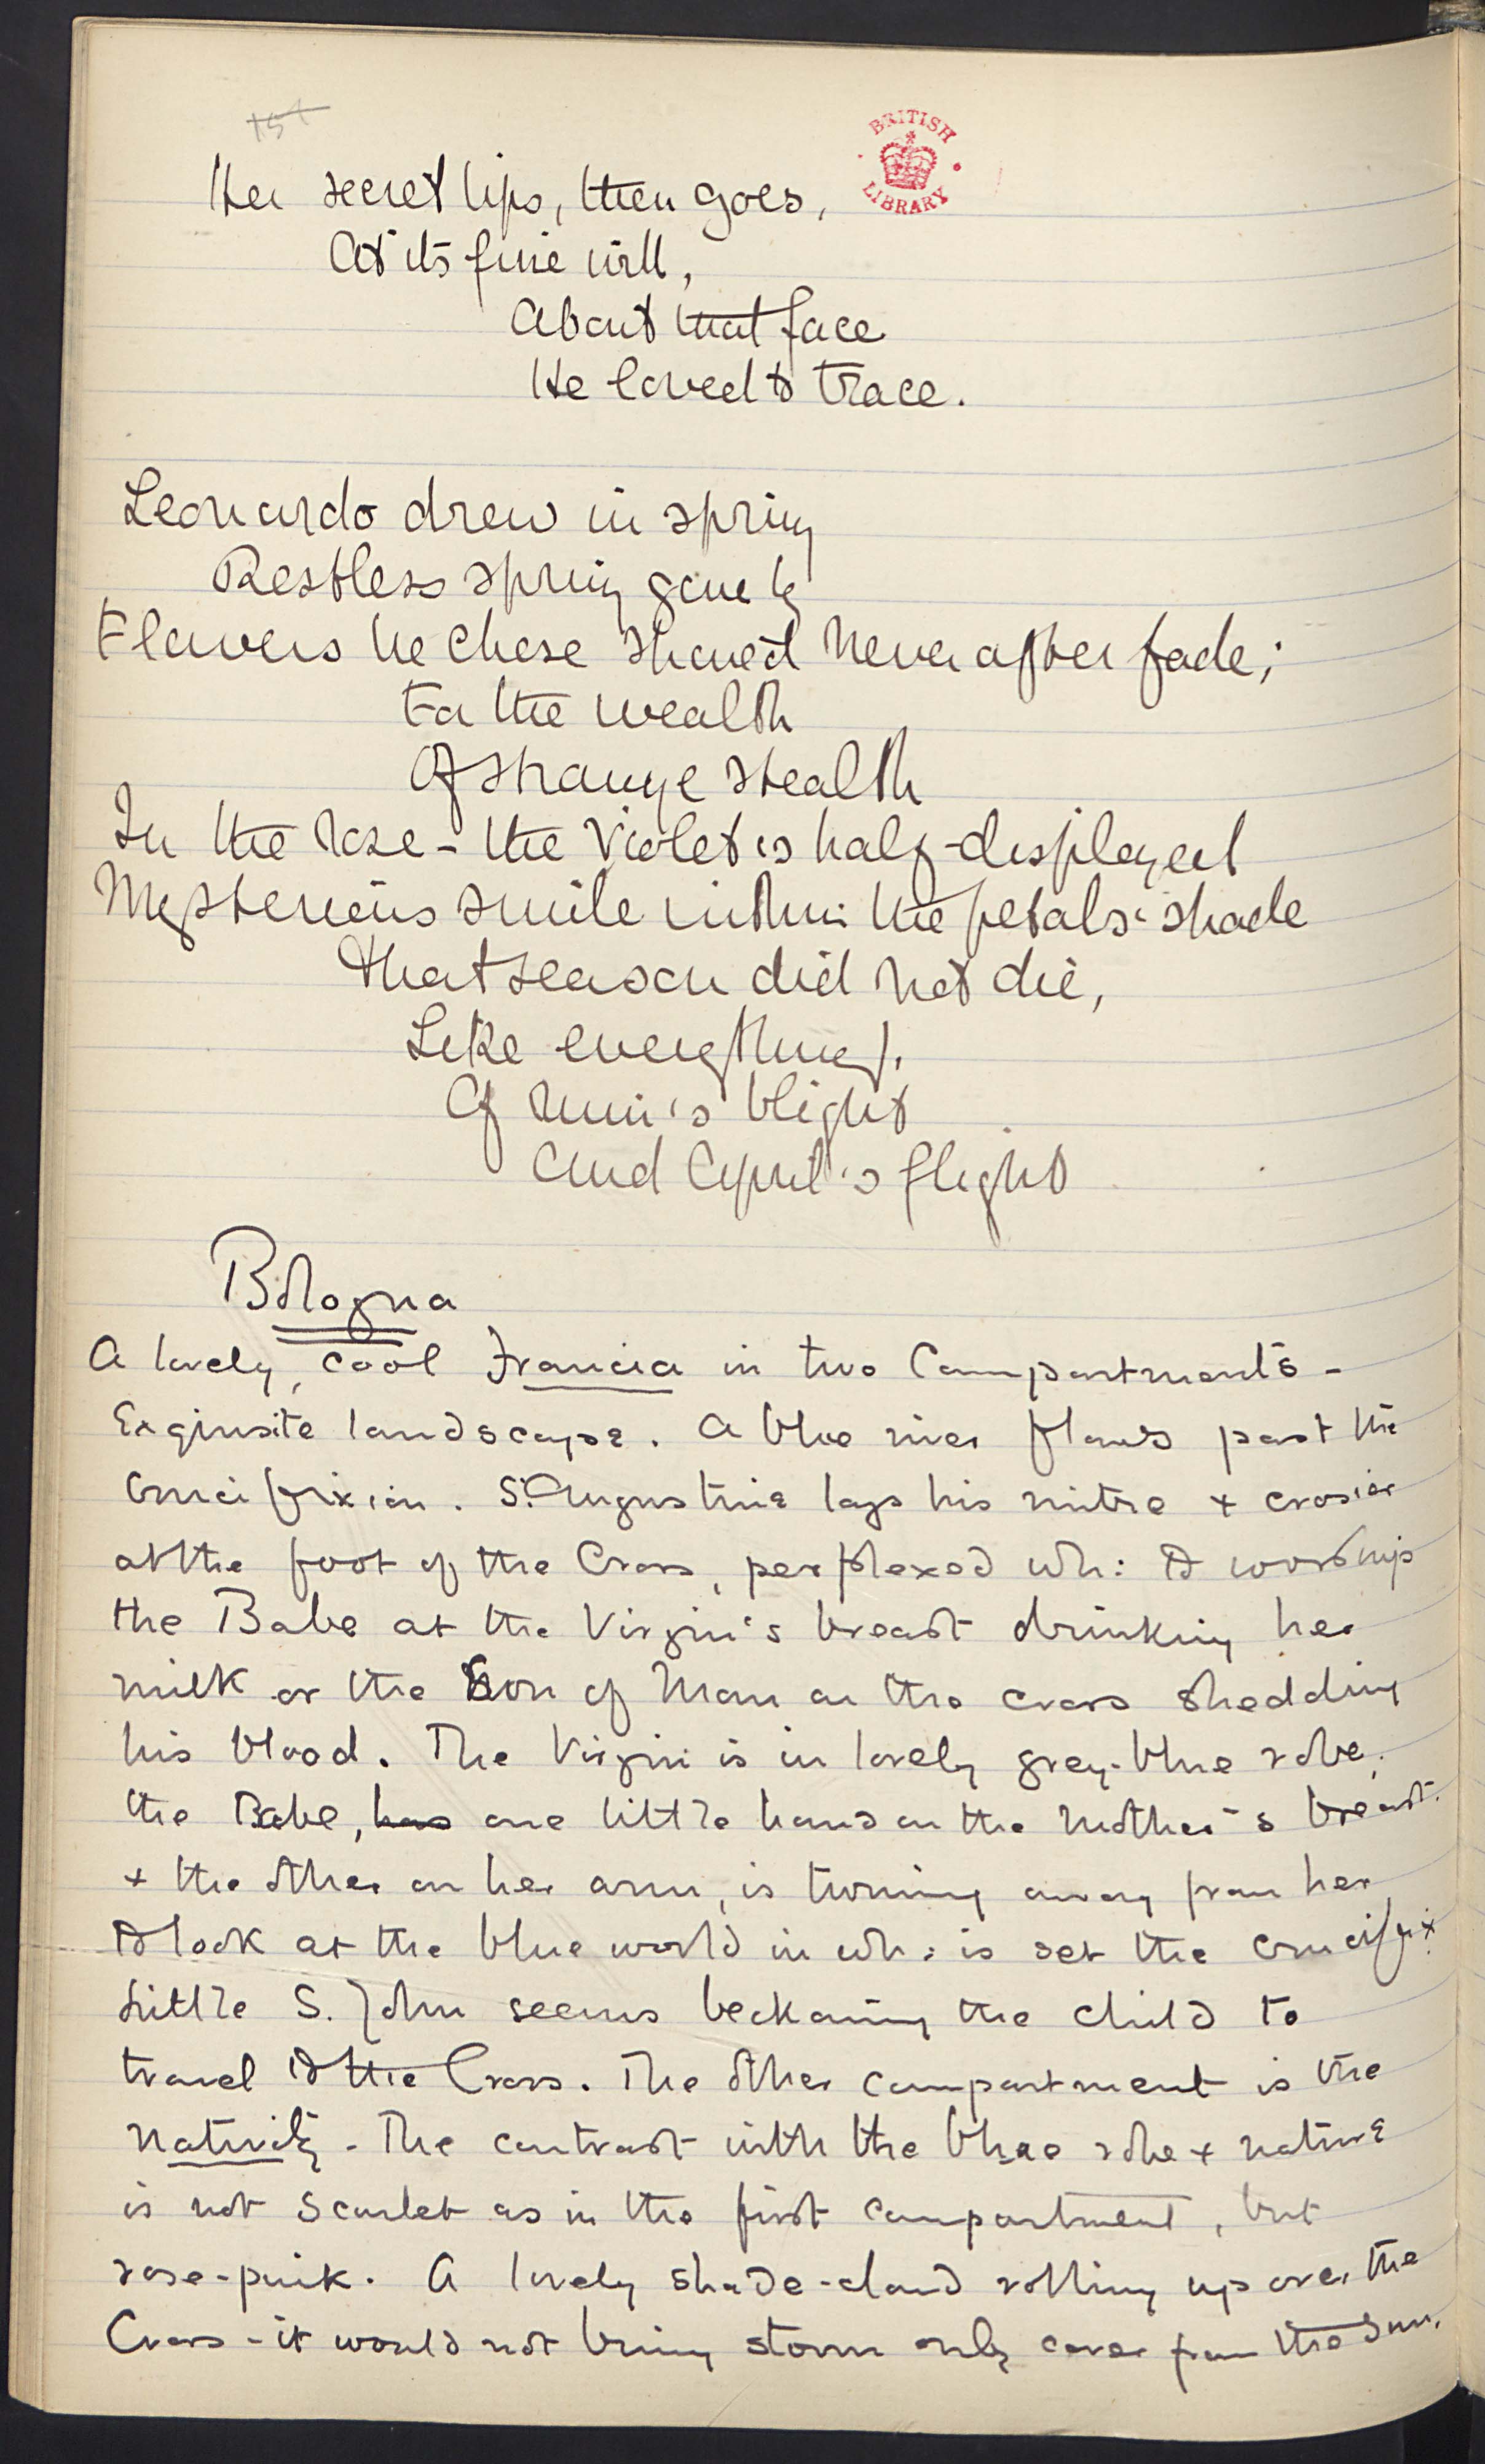 151
BRITISH
LIBRARY
Her secret lips, then goes,
At its fine will,
About that face
He loved to trace.
Leonardo drew in spring
Restless spring gone by
Flowers he chose should never after fade;
For the wealth
Of strange stealth
In the rose – the violet's half-displayed
Mysterious smile within the petals' shade
That season did not die,
Like everything,
Of ruin's blight
And April's flight
Bologna
A lovely, cool Francia in two Compartments –
Exquisite landscape. A blue river flows past the
Crucifixion. S. Augustine lays his mitre + crosier
at the foot of the Cross, perplexed wh: to worship
the Babe at the Virgin's breast drinking her
milk or the Son of Man on the cross shedding
his blood. The Virgin is in lovely grey-blue robe;
the Babe, has one little hand on the Mother's breast.
+ the other on her arm, is turning away from her
to look at the blue world in wh: is set the crucifix.
Little S. John seems beckoning the child to
travel to the Cross. The other compartment is the
Nativity – The contrast with the blue robe + nature
is not scarlet as in the first compartment, but
rose-pink. A lovely shade-cloud rolling up over the
Cross – it would not bring storm only cover from the sun.